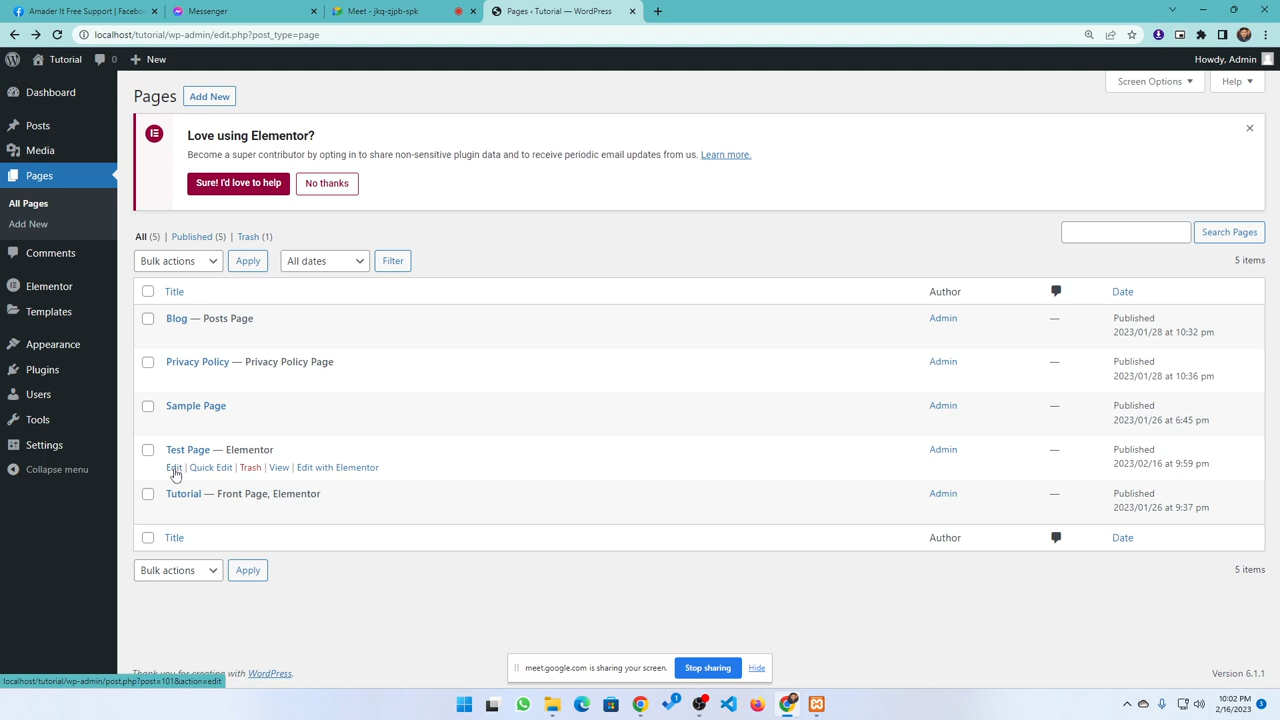 Amader It Free Support | Facebo
Messenger
Meet - jkq-zjpb-spk
Pages ‹ Tutorial — WordPress
localhost/tutorial/wp-admin/edit.php?post_type=page
Tutorial
0
New
Howdy, Admin
Dashboard
Posts
Media
Pages
All Pages
Add New
Comments
Elementor
Templates
Appearance
Plugins
Users
Tools
Settings
Collapse menu
Screen Options
Help
Pages
Add New
Love using Elementor?
Become a super contributor by opting in to share non-sensitive plugin data and to receive periodic email updates from us. Learn more.
Sure! I'd love to help
No thanks
All (5) | Published (5) | Trash (1)
Search Pages
Bulk actions
Apply
All dates
Filter
5 items
Title
Author
Date
Blog — Posts Page
Admin
—
Published
2023/01/28 at 10:32 pm
Privacy Policy — Privacy Policy Page
Admin
—
Published
2023/01/28 at 10:36 pm
Sample Page
Admin
—
Published
2023/01/26 at 6:45 pm
Test Page — Elementor
Edit | Quick Edit | Trash | View | Edit with Elementor
Admin
—
Published
2023/02/16 at 9:59 pm
Tutorial — Front Page, Elementor
Admin
—
Published
2023/01/26 at 9:37 pm
Title
Author
Date
Bulk actions
Apply
5 items
meet.google.com is sharing your screen.
Stop sharing
Hide
Thank you for creating with WordPress.
Version 6.1.1
localhost/tutorial/wp-admin/post.php?post=101&action=edit
1
10:02 PM
2/16/2023
3